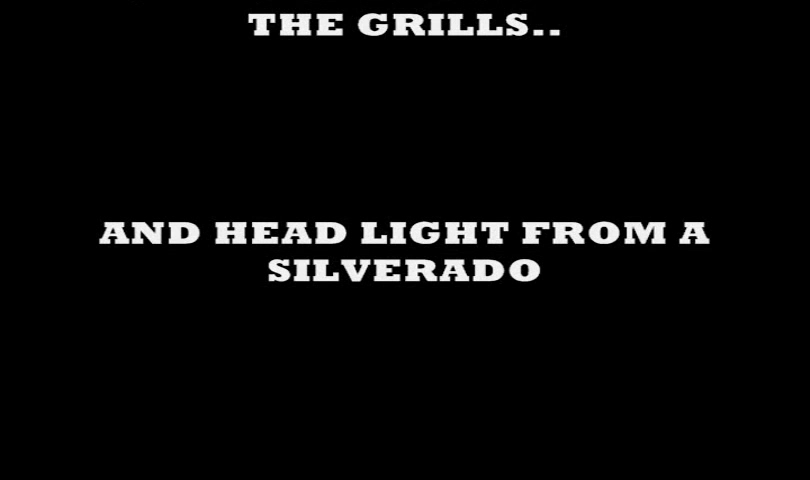 THE GRILLS..
AND HEAD LIGHT FROM A
SILVERADO